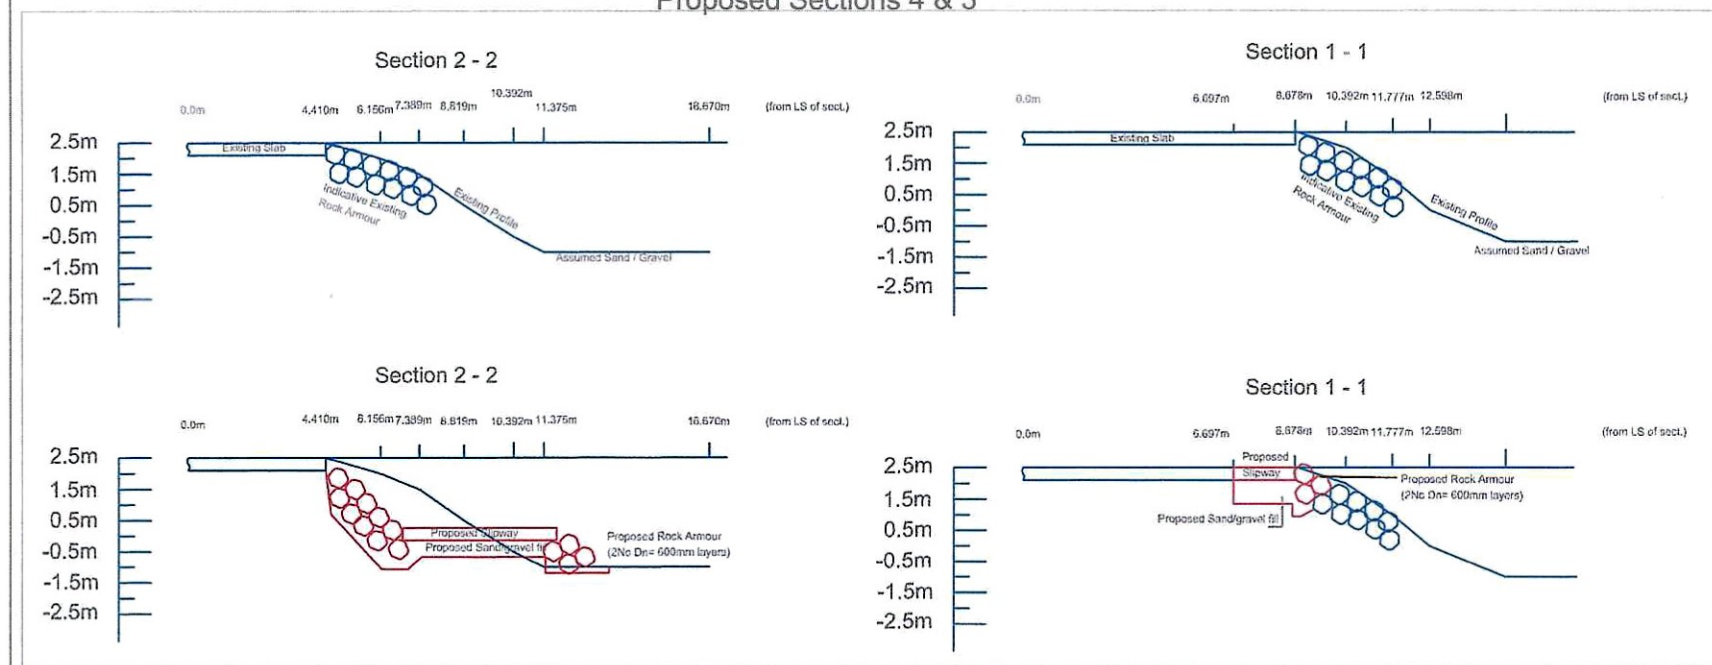 Proposed Sections 4 & 3
Section 2 - 2
0.0m 4.410m 6.156m 7.389m 8.819m 10.392m 11.375m 16.670m (from LS of sect.)
2.5m
1.5m
0.5m
-0.5m
-1.5m
-2.5m
Existing Slab
Indicative Existing
Rock Armour
Existing Profile
Assumed Sand / Gravel
Section 1 - 1
0.0m 6.697m 8.678m 10.392m 11.777m 12.598m (from LS of sect.)
2.5m
1.5m
0.5m
-0.5m
-1.5m
-2.5m
Existing Slab
Indicative Existing
Rock Armour
Existing Profile
Assumed Sand / Gravel
Section 2 - 2
0.0m 4.410m 6.156m 7.389m 8.819m 10.392m 11.375m 16.670m (from LS of sect.)
2.5m
1.5m
0.5m
-0.5m
-1.5m
-2.5m
Proposed Slipway
Proposed Sand/gravel fill
Proposed Rock Armour
(2No Dn= 600mm layers)
Section 1 - 1
0.0m 6.697m 8.678m 10.392m 11.777m 12.598m (from LS of sect.)
2.5m
1.5m
0.5m
-0.5m
-1.5m
-2.5m
Proposed
Slipway
Proposed Sand/gravel fill
Proposed Rock Armour
(2No Dn= 600mm layers)